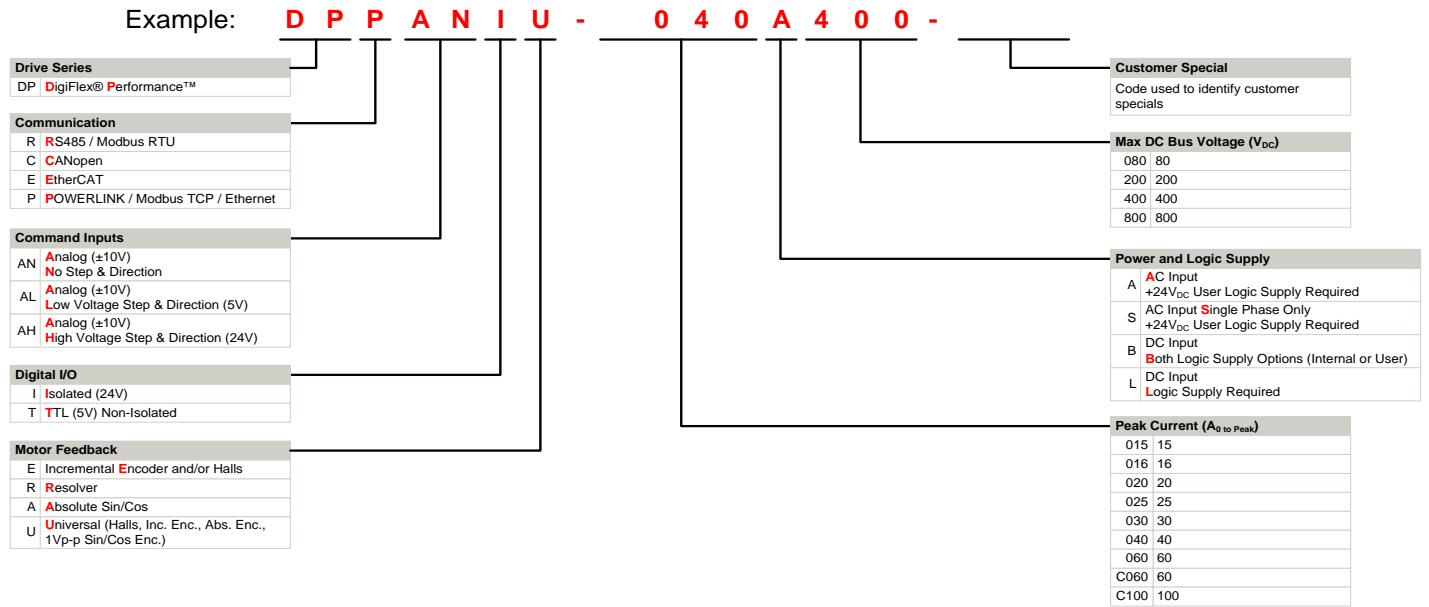 Example: D P P A N I U - 0 4 0 A 4 0 0 -
Drive Series
DP DigiFlex® Performance™
Communication
R RS485 / Modbus RTU
C CANopen
E EtherCAT
P POWERLINK / Modbus TCP / Ethernet
Command Inputs
AN Analog (±10V)
No Step & Direction
AL Analog (±10V)
Low Voltage Step & Direction (5V)
AH Analog (±10V)
High Voltage Step & Direction (24V)
Digital I/O
I Isolated (24V)
T TTL (5V) Non-Isolated
Motor Feedback
E Incremental Encoder and/or Halls
R Resolver
A Absolute Sin/Cos
U Universal (Halls, Inc. Enc., Abs. Enc.,
1Vp-p Sin/Cos Enc.)
Customer Special
Code used to identify customer
specials
Max DC Bus Voltage (VDC)
080 80
200 200
400 400
800 800
Power and Logic Supply
A AC Input
+24VDC User Logic Supply Required
S AC Input Single Phase Only
+24VDC User Logic Supply Required
B DC Input
Both Logic Supply Options (Internal or User)
L DC Input
Logic Supply Required
Peak Current (A0 to Peak)
015 15
016 16
020 20
025 25
030 30
040 40
060 60
C060 60
C100 100